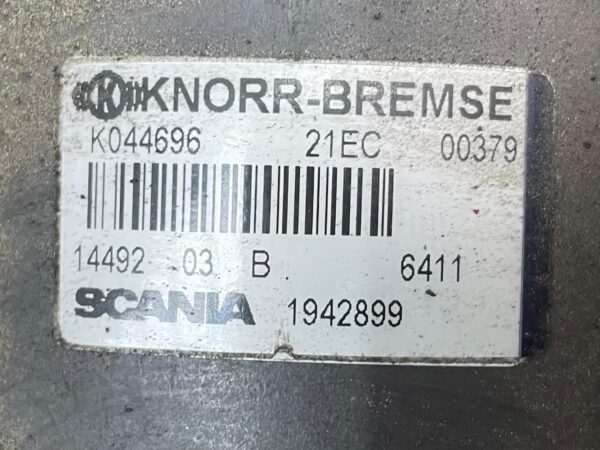 KNORR-BREMSE
K044696 21EC 00379
14492 03 B 6411
SCANIA 1942899